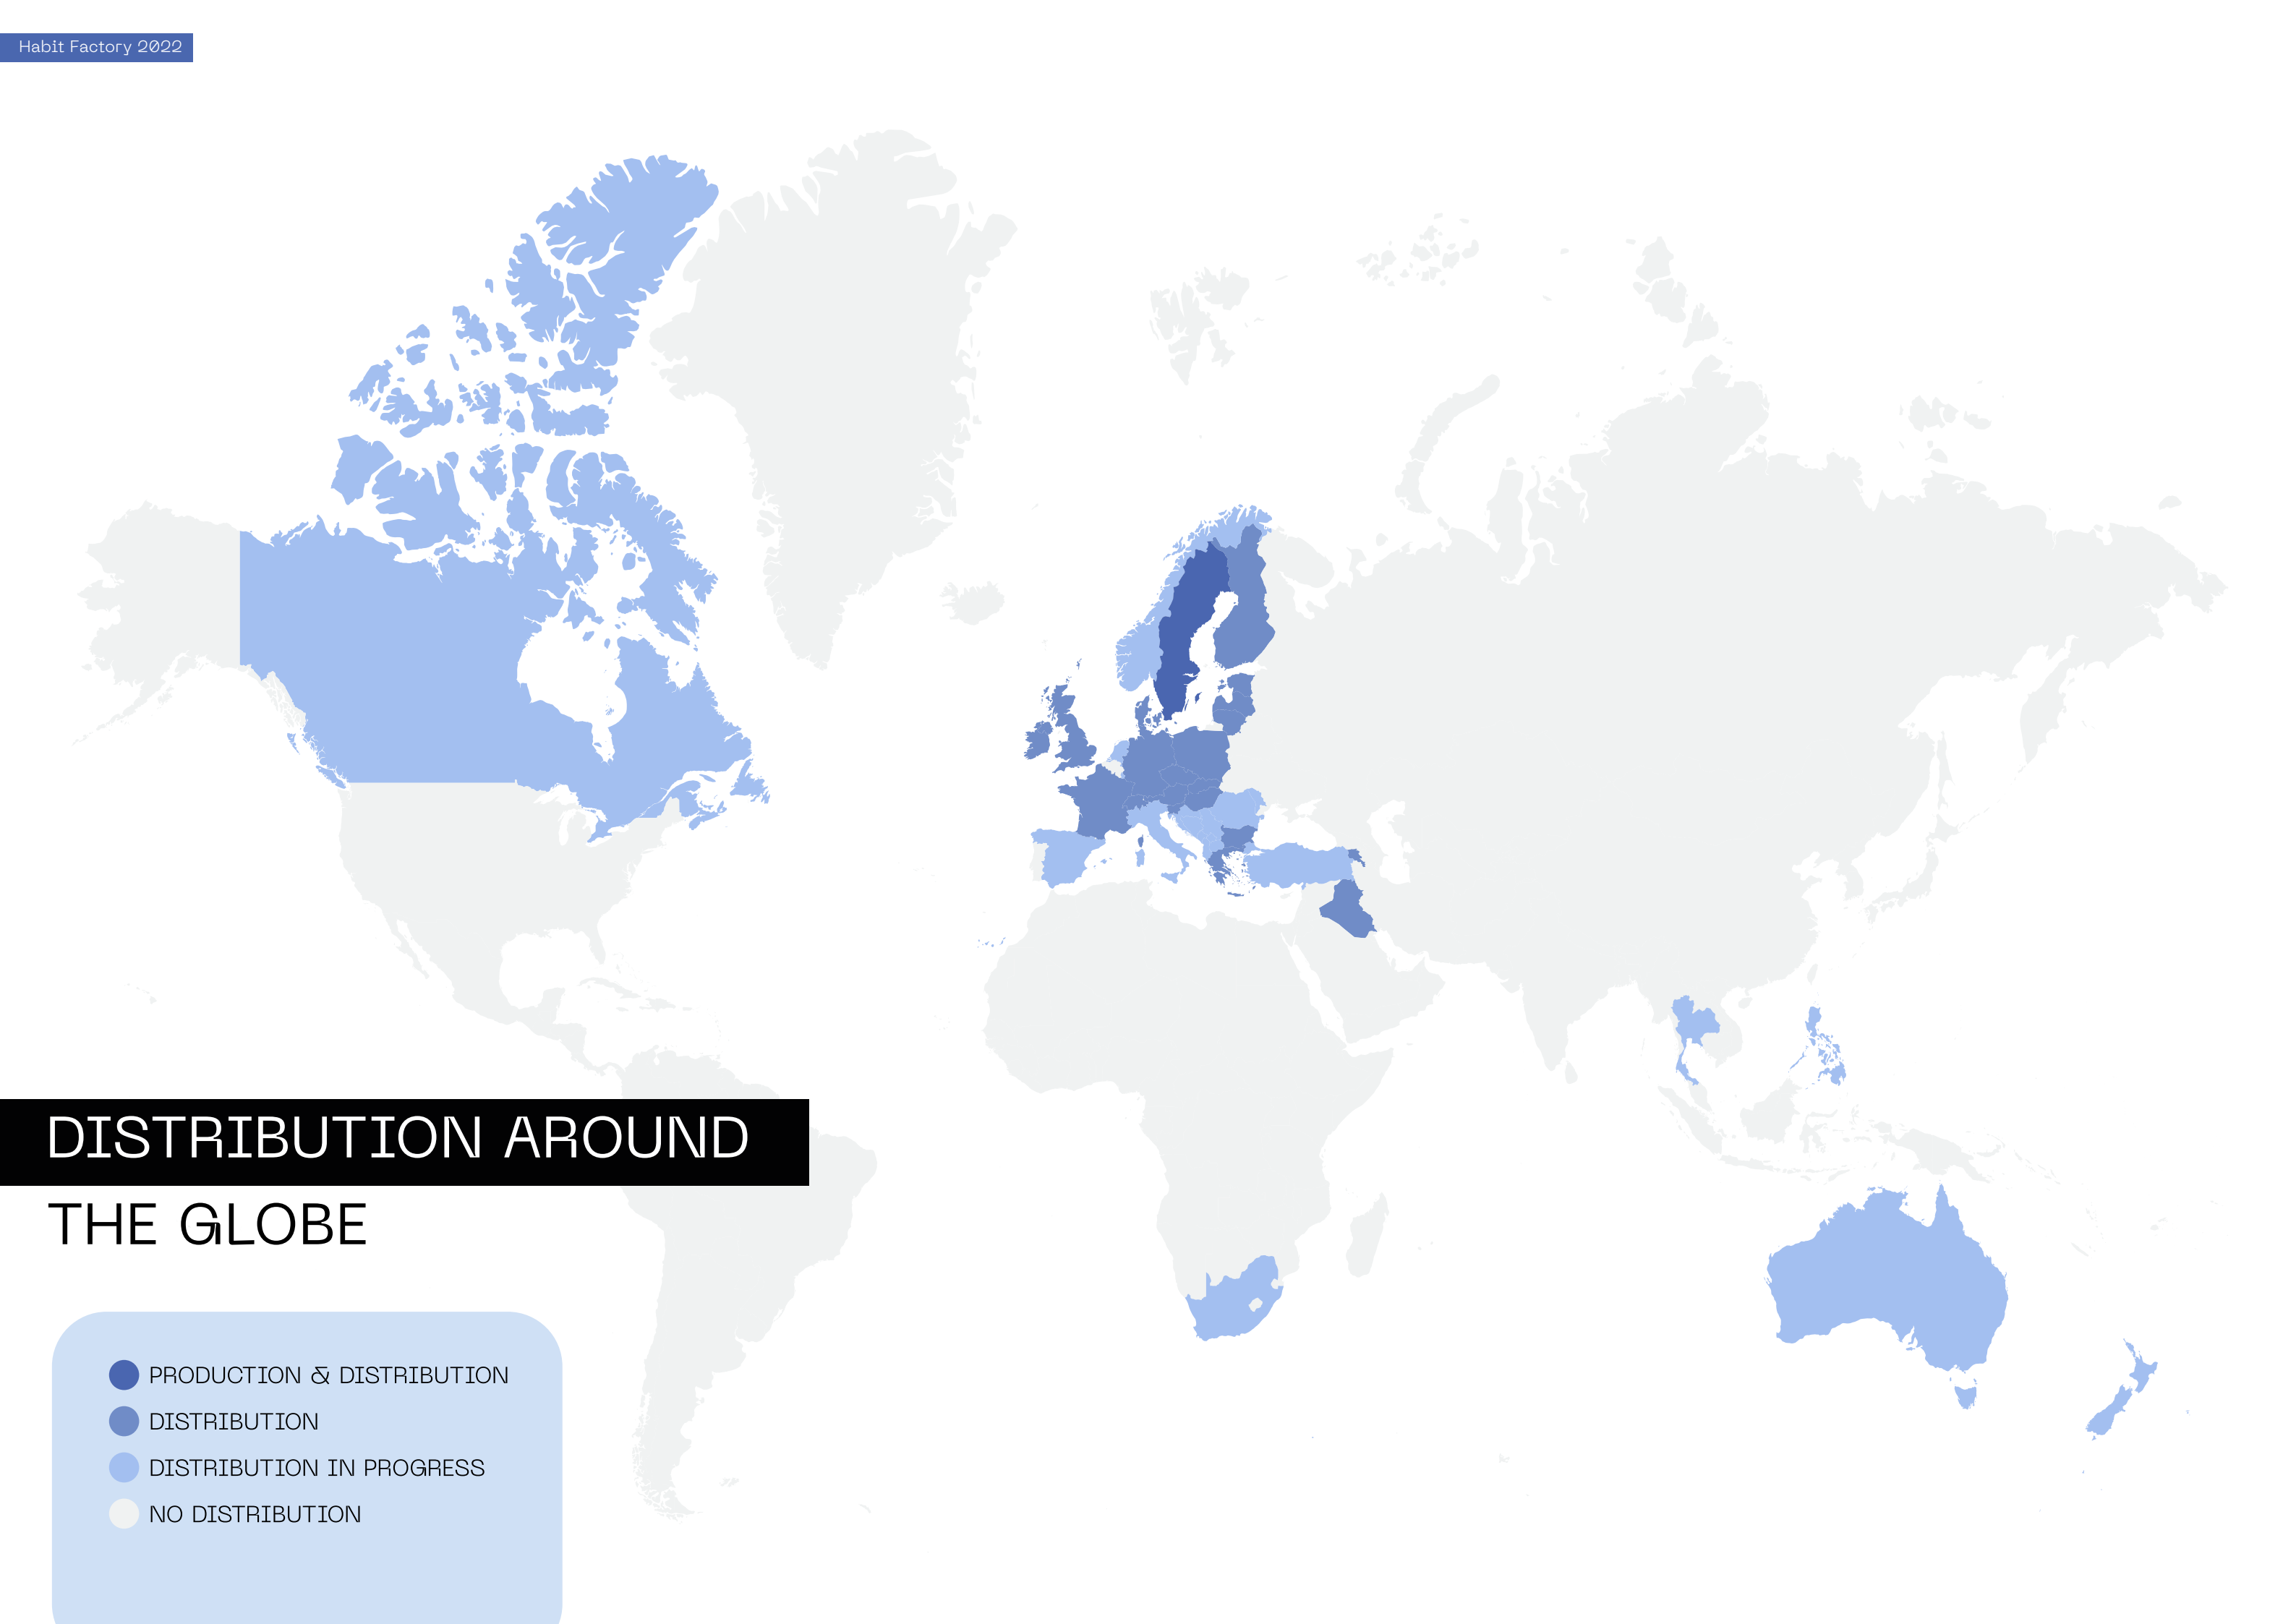 Habit Factory 2022
DISTRIBUTION AROUND
THE GLOBE
PRODUCTION & DISTRIBUTION
DISTRIBUTION
DISTRIBUTION IN PROGRESS
NO DISTRIBUTION